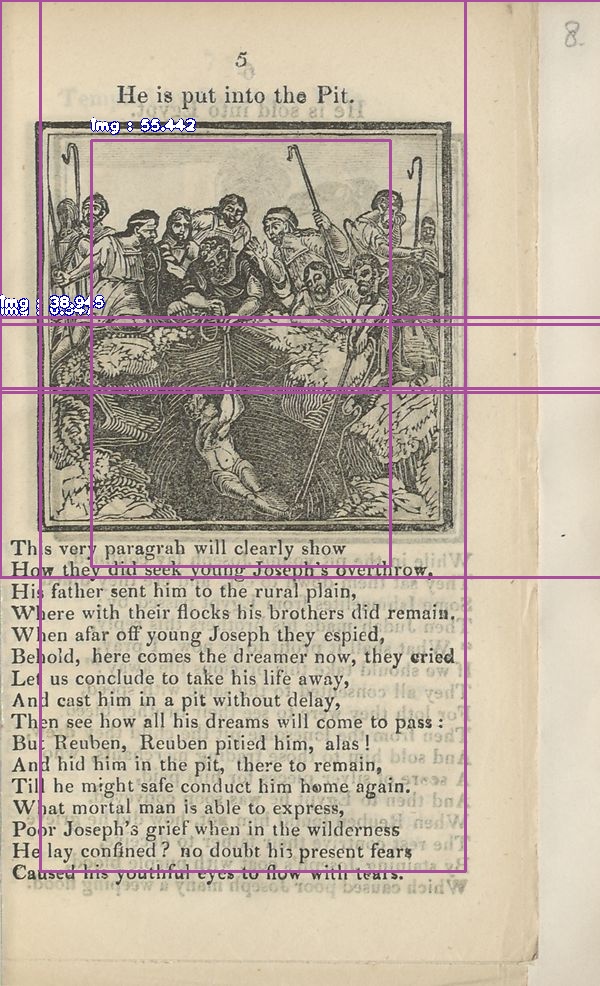 8.
5
He is put into the Pit.
img : 55.442
img : 38.945
This very paragrah will clearly show
How they did seek young Joseph's overthrow.
His father sent him to the rural plain,
Where with their flocks his brothers did remain.
When afar off young Joseph they espied,
Behold, here comes the dreamer now, they cried
Let us conclude to take his life away,
And cast him in a pit without delay,
Then see how all his dreams will come to pass :
But Reuben, Reuben pitied him, alas !
And hid him in the pit, there to remain,
Till he might safe conduct him home again.
What mortal man is able to express,
Poor Joseph's grief when in the wilderness
He lay confined ? no doubt his present fears
Caused his youthful eyes to flow with tears.